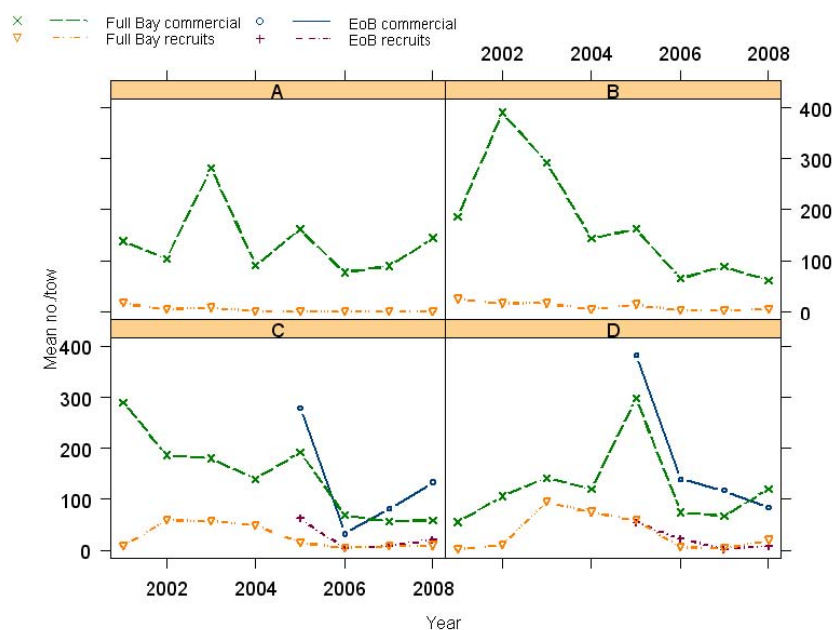 Full Bay commercial EoB commercial
Full Bay recruits EoB recruits
2002 2004 2006 2008
A B
400
300
200
100
0
Mean no./tow
C D
400
300
200
100
0
2002 2004 2006 2008
Year